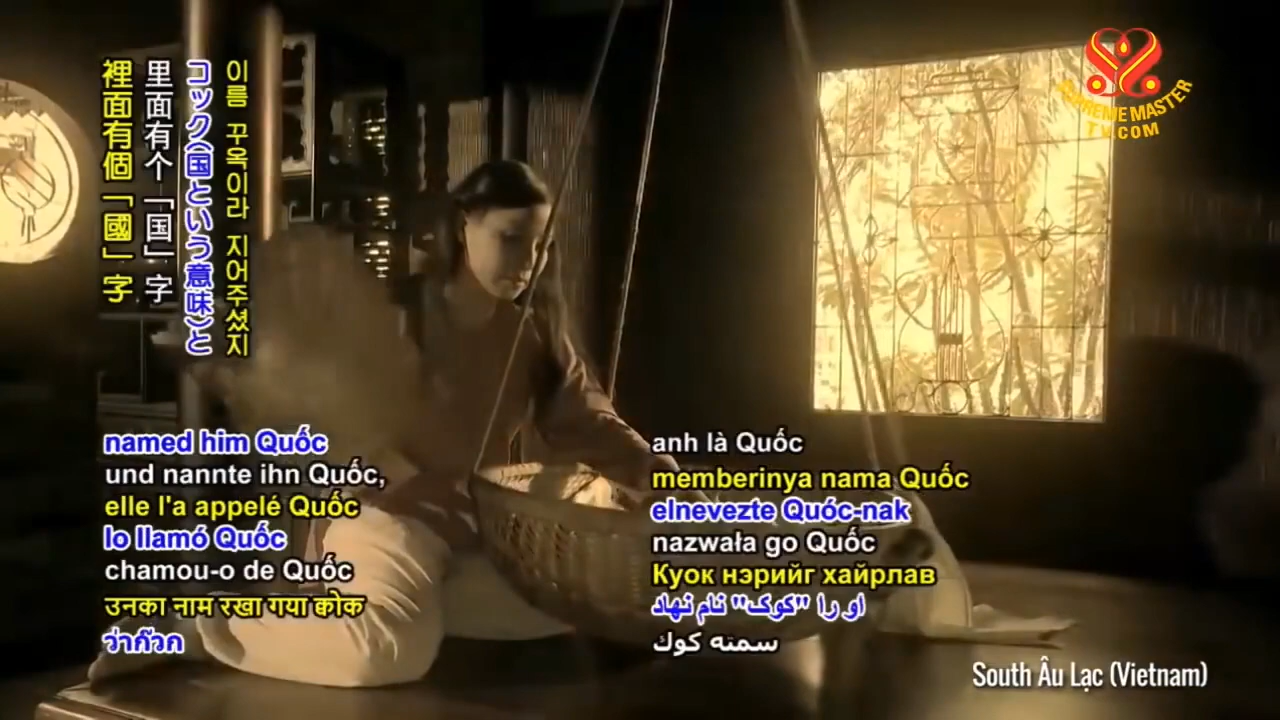 裡面有個「國」字
里面有个「国」字
コック(国という意味)と
이름 꾸옥이라 지어주셨지
SUPREME MASTER
TV.COM
named him Quốc
und nannte ihn Quốc,
elle l'a appelé Quốc
lo llamó Quốc
chamou-o de Quốc
उनका नाम रखा गया क्वोक
ว่าก๊วก
anh là Quốc
memberinya nama Quốc
elnevezte Quóc-nak
nazwała go Quốc
Куок нэрийг хайрлав
او را "کوک" نام نهاد
سمته كوك
South Âu Lạc (Vietnam)